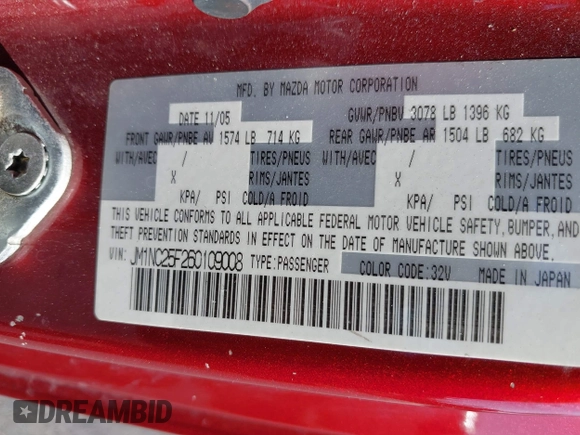 MFD. BY MAZDA MOTOR CORPORATION
DATE 11/05 GVWR/PNBV 3078 LB 1396 KG
FRONT GAWR/PNBE AV 1574 LB 714 KG REAR GAWR/PNBE AR 1504 LB 682 KG
WITH/AVEC / TIRES/PNEUS WITH/AVEC / TIRES/PNEUS
X RIMS/JANTES X RIMS/JANTES
KPA/ PSI COLD/A FROID KPA/ PSI COLD/A FROID
THIS VEHICLE CONFORMS TO ALL APPLICABLE FEDERAL MOTOR VEHICLE SAFETY, BUMPER, AND
THEFT PREVENTION STANDARDS IN EFFECT ON THE DATE OF MANUFACTURE SHOWN ABOVE.
VIN: JM1NC25F260109008 TYPE:PASSENGER COLOR CODE:32V MADE IN JAPAN
DREAMBID